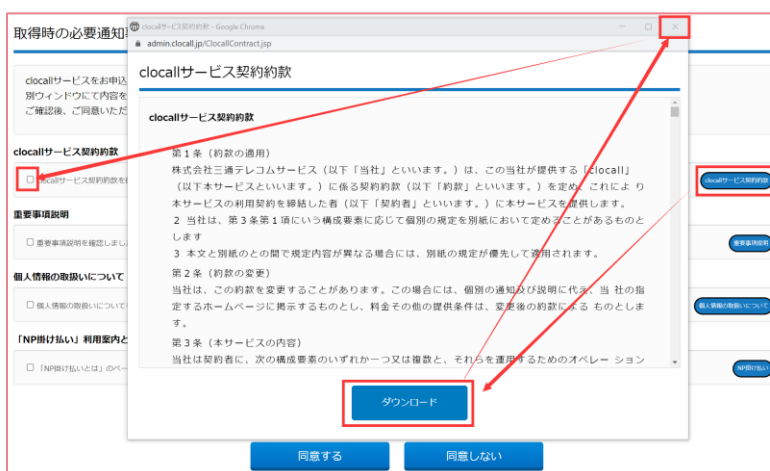 取得時の必要通知
clocallサービス契約約款 - Google Chrome
admin.clocall.jp/ClocallContract.jsp
clocallサービス契約約款
clocallサービスをお申込
別ウィンドウにて内容を
ご確認後、ご同意いただ
clocallサービス契約約款
第1条（約款の適用）
株式会社三通テレコムサービス（以下「当社」といいます。）は、この当社が提供する「clocall」
（以下本サービスといいます。）に係る契約約款（以下「約款」といいます。）を定め、これによ り
本サービスの利用契約を締結した者（以下「契約者」といいます。）に本サービスを提供します。
2 当社は、第3条第1項にいう構成要素に応じて個別の規定を別紙において定めることがあるものと
します
3 本文と別紙のとの間で規定内容が異なる場合には、別紙の規定が優先して適用されます。
第2条（約款の変更）
当社は、この約款を変更することがあります。この場合には、個別の通知及び説明に代え、当 社の指
定するホームページに掲示するものとし、料金その他の提供条件は、変更後の約款による ものとしま
す。
第3条（本サービスの内容）
当社は契約者に、次の構成要素のいずれか一つ又は複数と、それらを運用するためのオペレー ション
ダウンロード
clocallサービス契約約款
clocallサービス契約約款を
clocallサービス契約約款
重要事項説明
重要事項説明を確認しまし
重要事項説明
個人情報の取扱いについて
個人情報の取扱いについて
個人情報の取扱いについて
「NP掛け払い」利用案内と
「NP掛け払いとは」のペー
NP掛け払い
同意する
同意しない